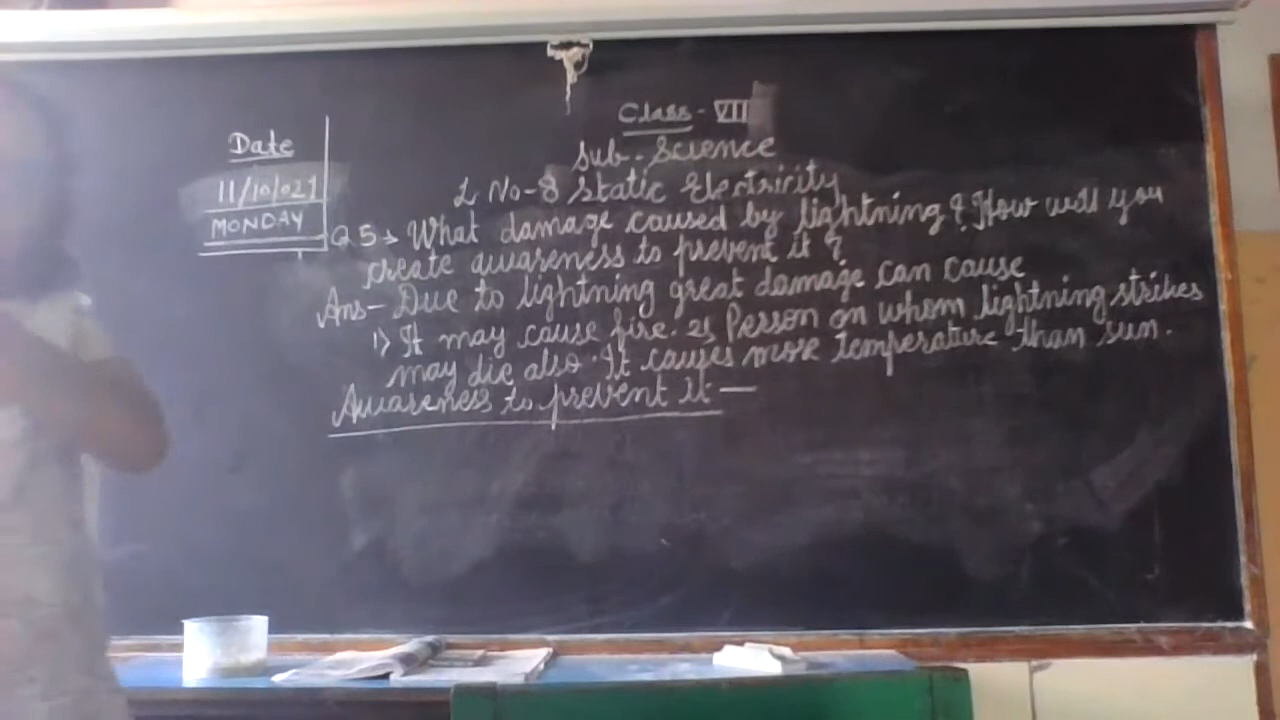 Class - VII
Date
Sub - Science
11/10/021
L No-8 Static Electricity
MONDAY
Q 5 → What damage caused by lightning ? How will you
create awareness to prevent it ?
Ans - Due to lightning great damage can cause
1) It may cause fire. 2) Person on whom lightning strikes
may die also. It causes more temperature than sun.
Awareness to prevent it —